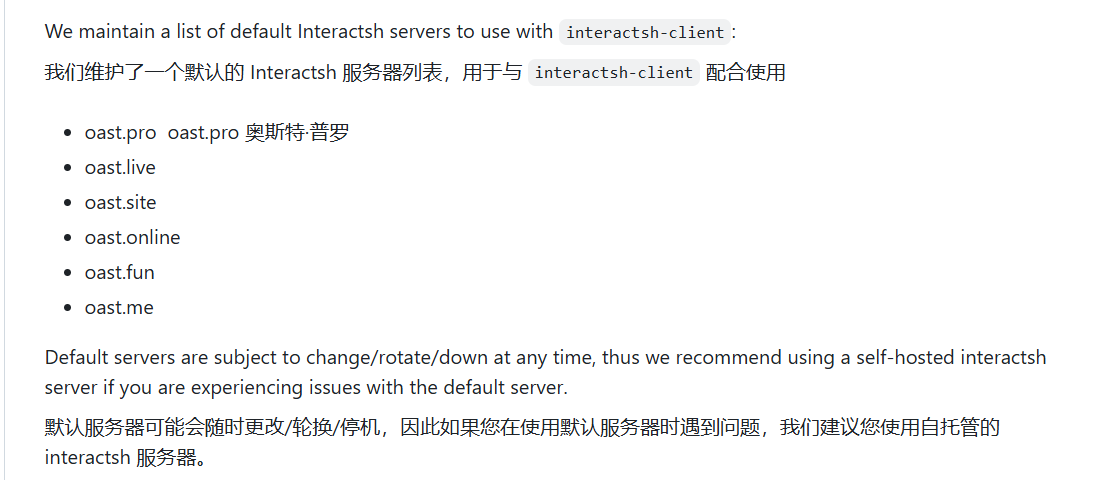 We maintain a list of default Interactsh servers to use with interactsh-client:
我们维护了一个默认的 Interactsh 服务器列表，用于与 interactsh-client 配合使用
oast.pro oast.pro 奥斯特·普罗
oast.live
oast.site
oast.online
oast.fun
oast.me
Default servers are subject to change/rotate/down at any time, thus we recommend using a self-hosted interactsh
server if you are experiencing issues with the default server.
默认服务器可能会随时更改/轮换/停机，因此如果您在使用默认服务器时遇到问题，我们建议您使用自托管的
interactsh 服务器。